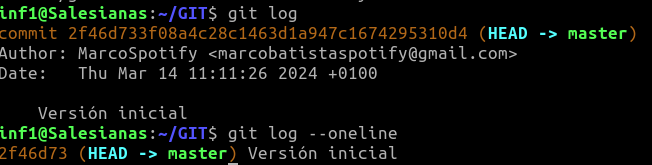 inf1@Salesianas:~/GIT$ git log
commit 2f46d733f08a4c28c1463d1a947c1674295310d4 (HEAD -> master)
Author: MarcoSpotify <marcobatistaspotify@gmail.com>
Date:   Thu Mar 14 11:11:26 2024 +0100

    Versión inicial
inf1@Salesianas:~/GIT$ git log --oneline
2f46d73 (HEAD -> master) Versión inicial